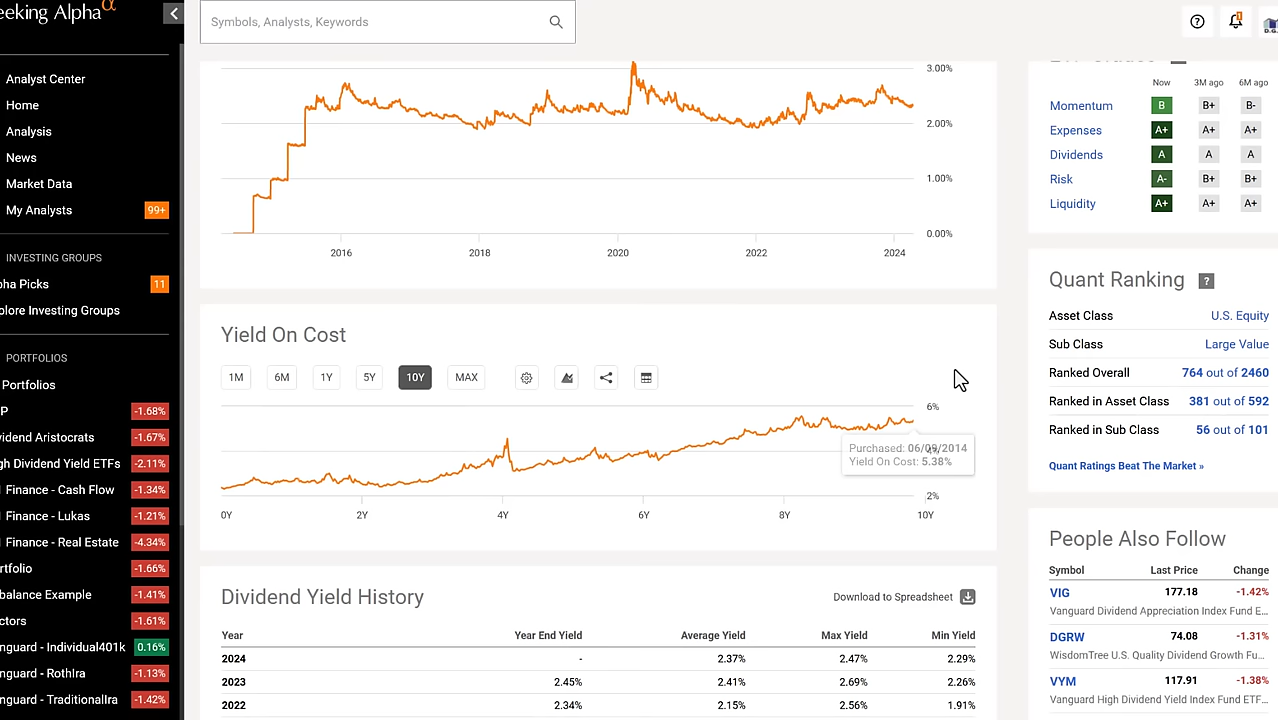 eeking Alpha α
Symbols, Analysts, Keywords
1
Analyst Center
Home
Analysis
News
Market Data
My Analysts 99+
INVESTING GROUPS
pha Picks 11
plore Investing Groups
PORTFOLIOS
Portfolios
P -1.68%
vidend Aristocrats -1.67%
gh Dividend Yield ETFs -2.11%
l Finance - Cash Flow -1.34%
l Finance - Lukas -1.21%
l Finance - Real Estate -4.34%
rtfolio -1.66%
balance Example -1.41%
ctors -1.61%
nguard - Individual401k 0.16%
nguard - RothIra -1.13%
nguard - TraditionalIra -1.42%
3.00%
2.00%
1.00%
0.00%
2016 2018 2020 2022 2024
Yield On Cost
1M 6M 1Y 5Y 10Y MAX
6%
4%
2%
Purchased: 06/09/2014
Yield On Cost: 5.38%
0Y 2Y 4Y 6Y 8Y 10Y
Dividend Yield History
Download to Spreadsheet
Year Year End Yield Average Yield Max Yield Min Yield
2024 - 2.37% 2.47% 2.29%
2023 2.45% 2.41% 2.69% 2.26%
2022 2.34% 2.15% 2.56% 1.91%
Now 3M ago 6M ago
Momentum B B+ B-
Expenses A+ A+ A+
Dividends A A A
Risk A- B+ B+
Liquidity A+ A+ A+
Quant Ranking ?
Asset Class U.S. Equity
Sub Class Large Value
Ranked Overall 764 out of 2460
Ranked in Asset Class 381 out of 592
Ranked in Sub Class 56 out of 101
Quant Ratings Beat The Market »
People Also Follow
Symbol Last Price Change
VIG 177.18 -1.42%
Vanguard Dividend Appreciation Index Fund E...
DGRW 74.08 -1.31%
WisdomTree U.S. Quality Dividend Growth Fu...
VYM 117.91 -1.38%
Vanguard High Dividend Yield Index Fund ETF...